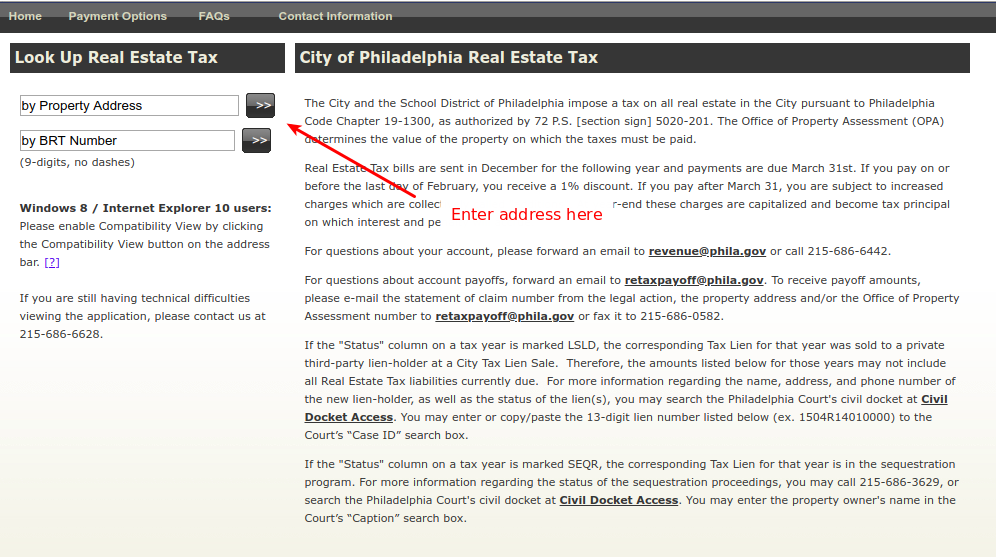 Home Payment Options FAQs Contact Information
Look Up Real Estate Tax
by Property Address >>
by BRT Number >>
(9-digits, no dashes)
Windows 8 / Internet Explorer 10 users:
Please enable Compatibility View by clicking
the Compatibility View button on the address
bar. [?]
If you are still having technical difficulties
viewing the application, please contact us at
215-686-6628.
City of Philadelphia Real Estate Tax
The City and the School District of Philadelphia impose a tax on all real estate in the City pursuant to Philadelphia
Code Chapter 19-1300, as authorized by 72 P.S. [section sign] 5020-201. The Office of Property Assessment (OPA)
determines the value of the property on which the taxes must be paid.
Real Estate Tax bills are sent in December for the following year and payments are due March 31st. If you pay on or
before the last day of February, you receive a 1% discount. If you pay after March 31, you are subject to increased
charges which are collec r-end these charges are capitalized and become tax principal
on which interest and pe
Enter address here
For questions about your account, please forward an email to revenue@phila.gov or call 215-686-6442.
For questions about account payoffs, forward an email to retaxpayoff@phila.gov. To receive payoff amounts,
please e-mail the statement of claim number from the legal action, the property address and/or the Office of Property
Assessment number to retaxpayoff@phila.gov or fax it to 215-686-0582.
If the "Status" column on a tax year is marked LSLD, the corresponding Tax Lien for that year was sold to a private
third-party lien-holder at a City Tax Lien Sale. Therefore, the amounts listed below for those years may not include
all Real Estate Tax liabilities currently due. For more information regarding the name, address, and phone number of
the new lien-holder, as well as the status of the lien(s), you may search the Philadelphia Court's civil docket at Civil
Docket Access. You may enter or copy/paste the 13-digit lien number listed below (ex. 1504R14010000) to the
Court’s “Case ID” search box.
If the "Status" column on a tax year is marked SEQR, the corresponding Tax Lien for that year is in the sequestration
program. For more information regarding the status of the sequestration proceedings, you may call 215-686-3629, or
search the Philadelphia Court's civil docket at Civil Docket Access. You may enter the property owner's name in the
Court’s “Caption” search box.